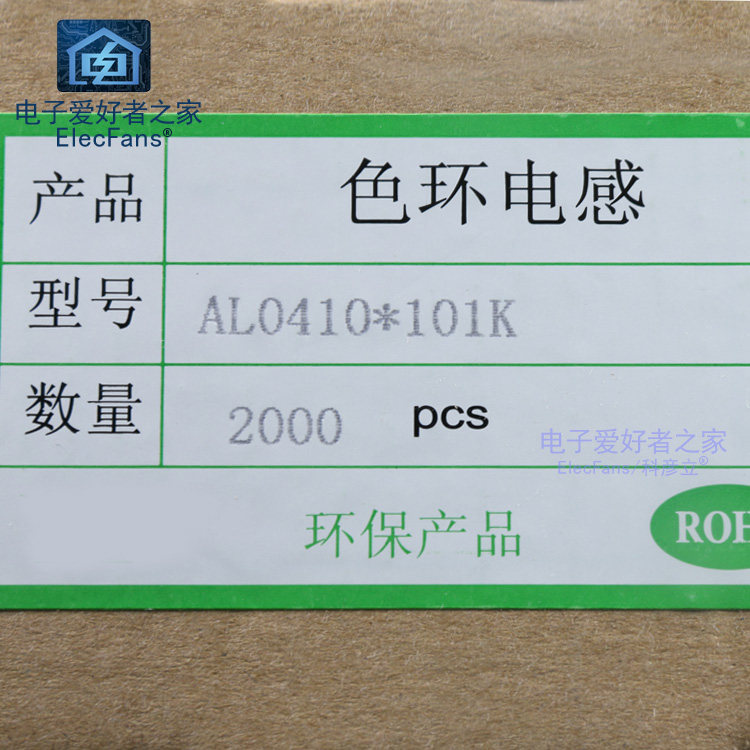 电子爱好者之家
ElecFans®
产品 色环电感
型号 AL0410*101K
数量 2000 pcs
电子爱好者之家
ElecFans/科彦立®
环保产品